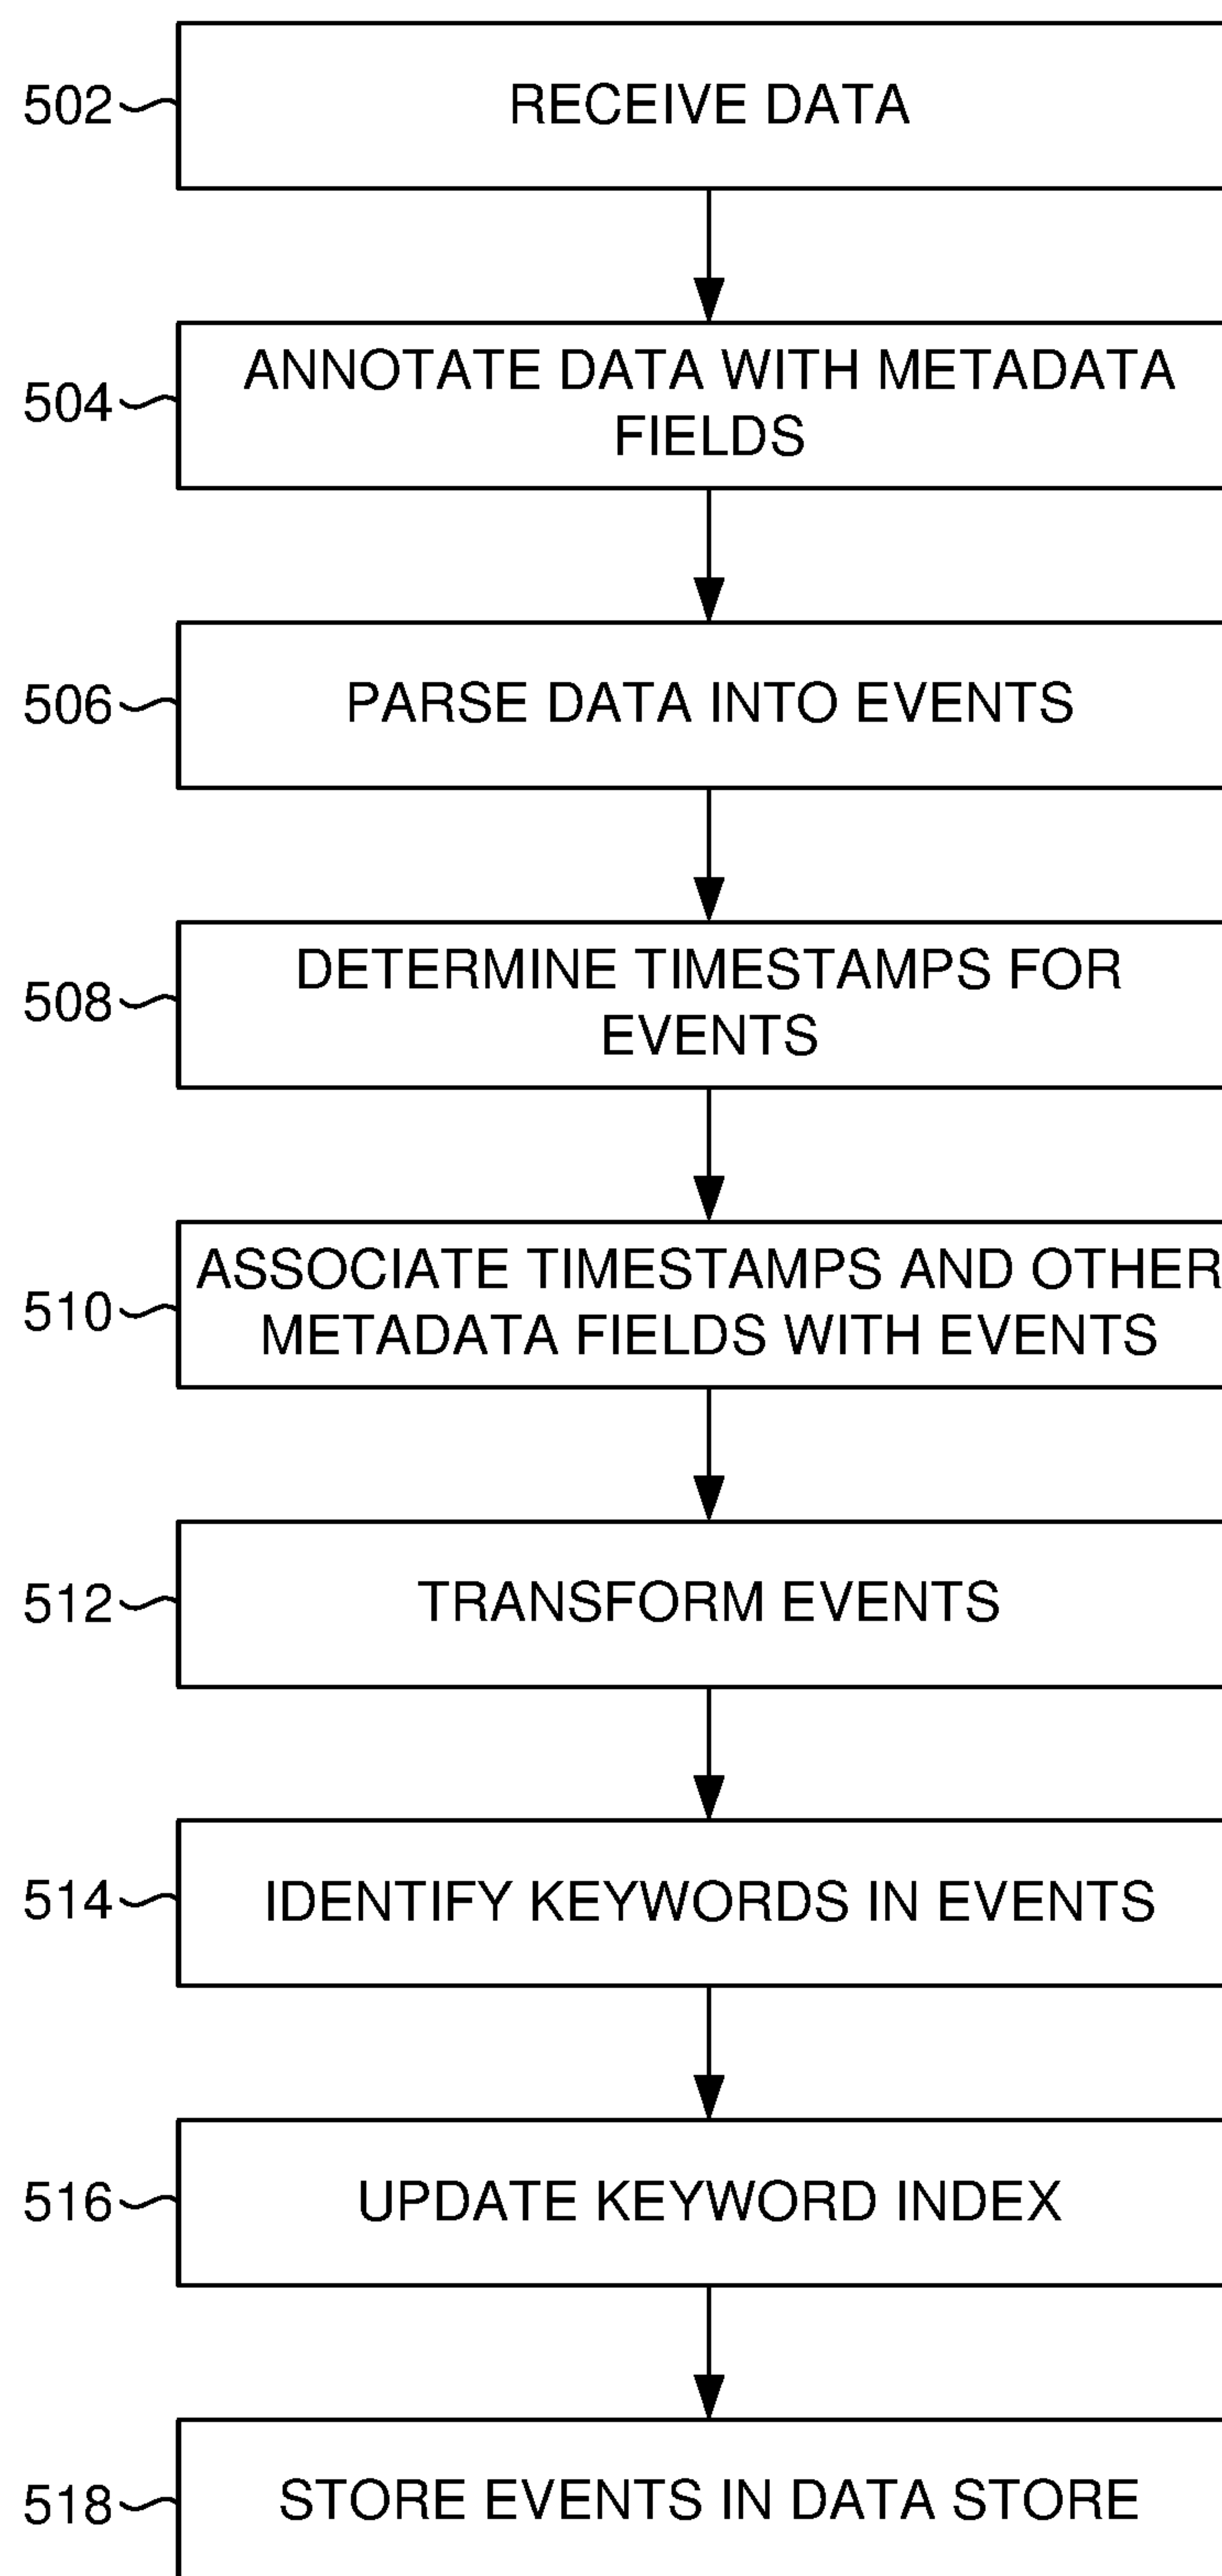 502
RECEIVE DATA
504
ANNOTATE DATA WITH METADATA
FIELDS
506
PARSE DATA INTO EVENTS
508
DETERMINE TIMESTAMPS FOR
EVENTS
510
ASSOCIATE TIMESTAMPS AND OTHER
METADATA FIELDS WITH EVENTS
512
TRANSFORM EVENTS
514
IDENTIFY KEYWORDS IN EVENTS
516
UPDATE KEYWORD INDEX
518
STORE EVENTS IN DATA STORE